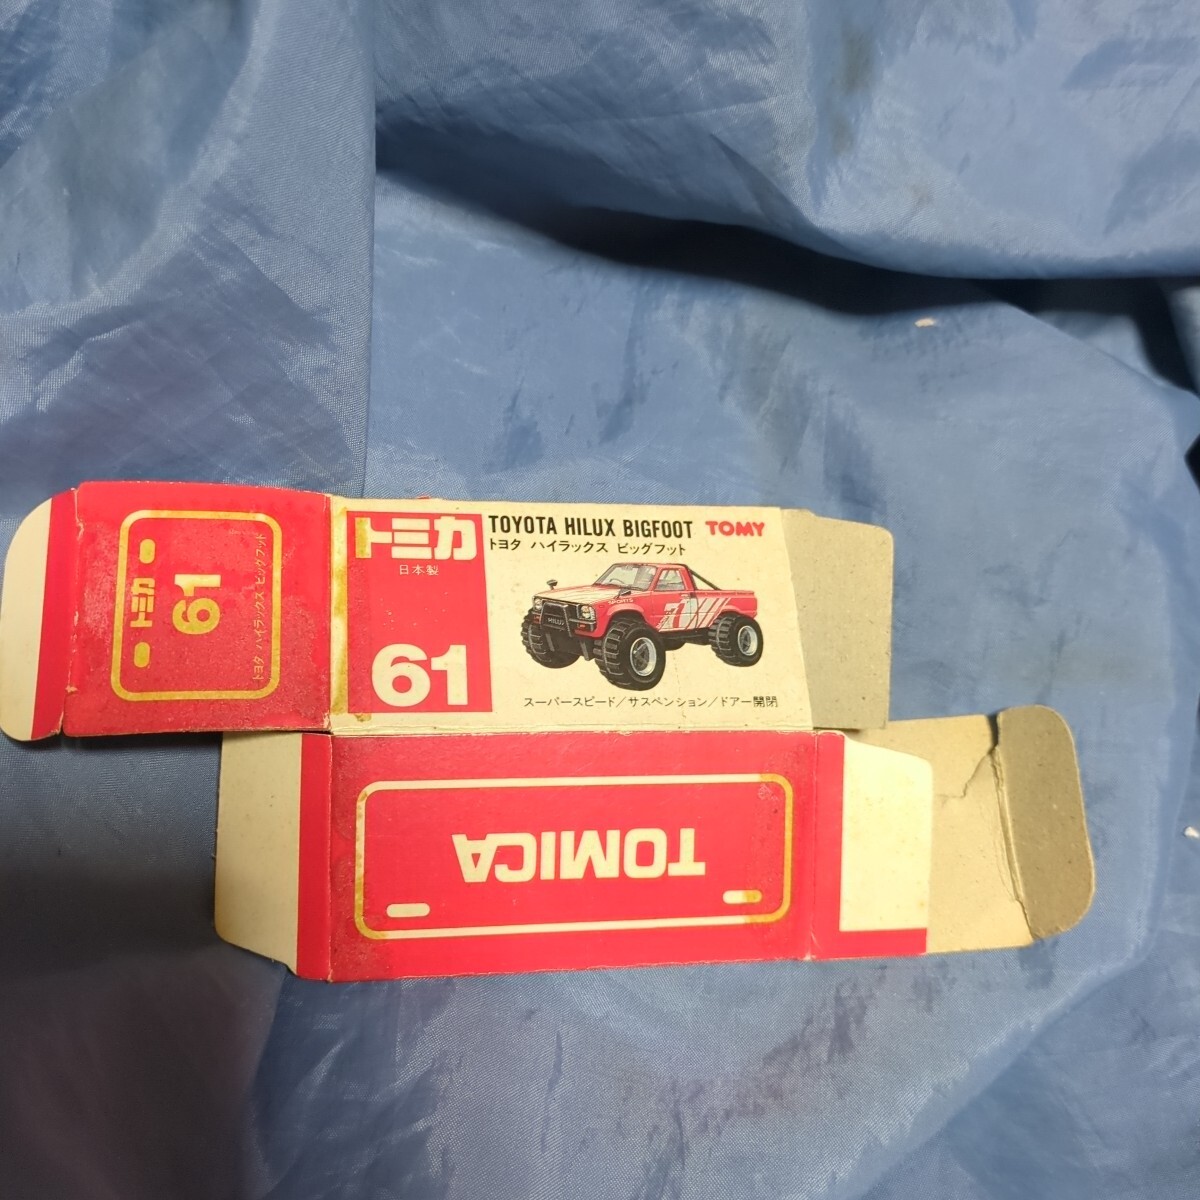 トミカ
日本製
61
TOYOTA HILUX BIGFOOT TOMY
トヨタ ハイラックス ビッグフット
SPORTS
HILUX
スーパースピード/サスペンション/ドアー開閉
トミカ
61
トヨタ ハイラックス ビッグフット
TOMICA